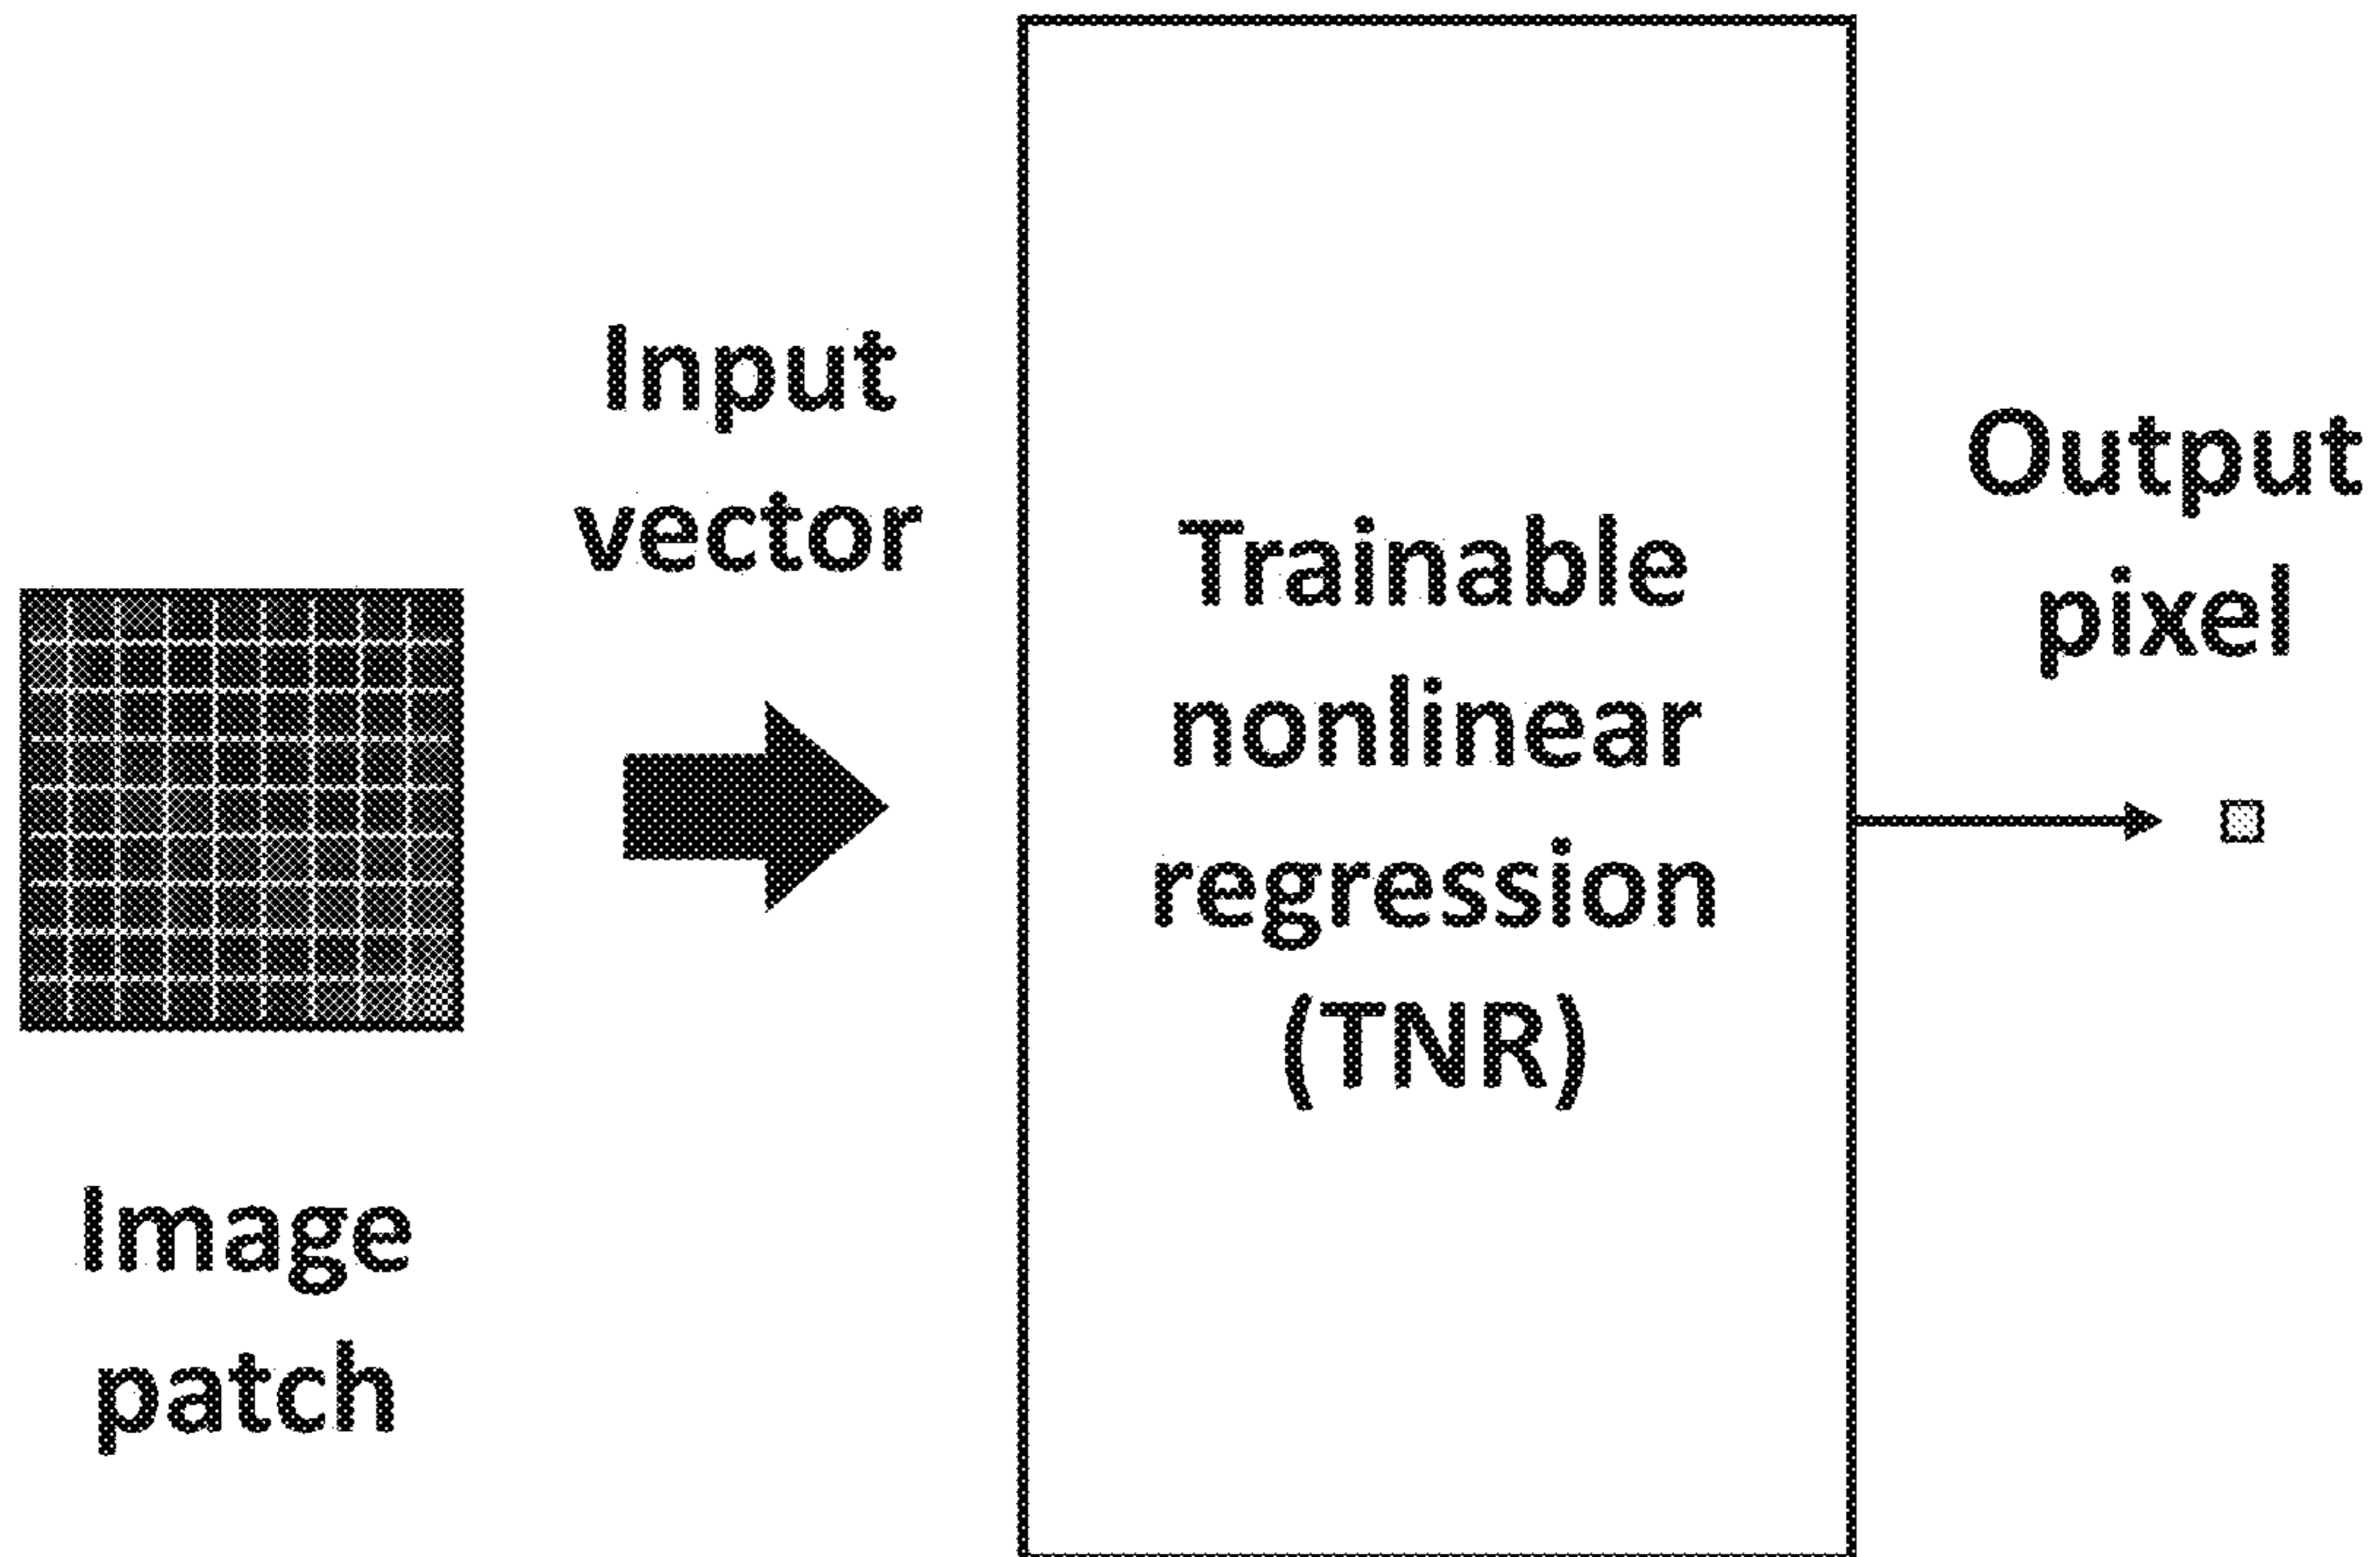 Input
vector
Image
patch
Trainable
nonlinear
regression
(TNR)
Output
pixel